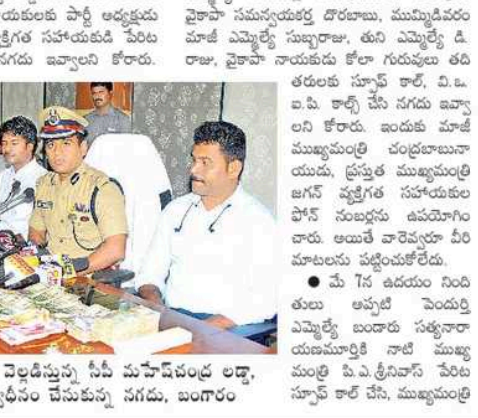 యకులకు పార్టీ అధ్యక్షుడు
క్తిగత సహాయకుడి పేరిట
నగదు ఇవ్వాలని కోరారు.
వైకాపా సమన్వయకర్త దొరబాబు, ముమ్మిడివరం
మాజీ ఎమ్మెల్యే సుబ్బరాజు, తుని ఎమ్మెల్యే డి.
రాజు, వైకాపా నాయకుడు కోలా గురువులు తది
తరులకు స్పూఫ్ కాల్, వి.ఒ.
ఐ.పి. కాల్స్ చేసి నగదు ఇవ్వా
లని కోరారు. ఇందుకు మాజీ
ముఖ్యమంత్రి చంద్రబాబునా
యుడు, ప్రస్తుత ముఖ్యమంత్రి
జగన్ వ్యక్తిగత సహాయకుల
ఫోన్ నంబర్లను ఉపయోగిం
చారు. అయితే వారెవ్వరూ వీరి
మాటలను పట్టించుకోలేదు.
● మే 7న ఉదయం నింది
తులు అప్పటి పెందుర్తి
ఎమ్మెల్యే బండారు సత్యనారా
యణమూర్తికి నాటి ముఖ్య
మంత్రి పి.ఎ. శ్రీనివాస్ పేరిట
స్పూఫ్ కాల్ చేసి, ముఖ్యమంత్రి
వెల్లడిస్తున్న సీపీ మహేష్‌చంద్ర లడ్డా,
ధీనం చేసుకున్న నగదు, బంగారం